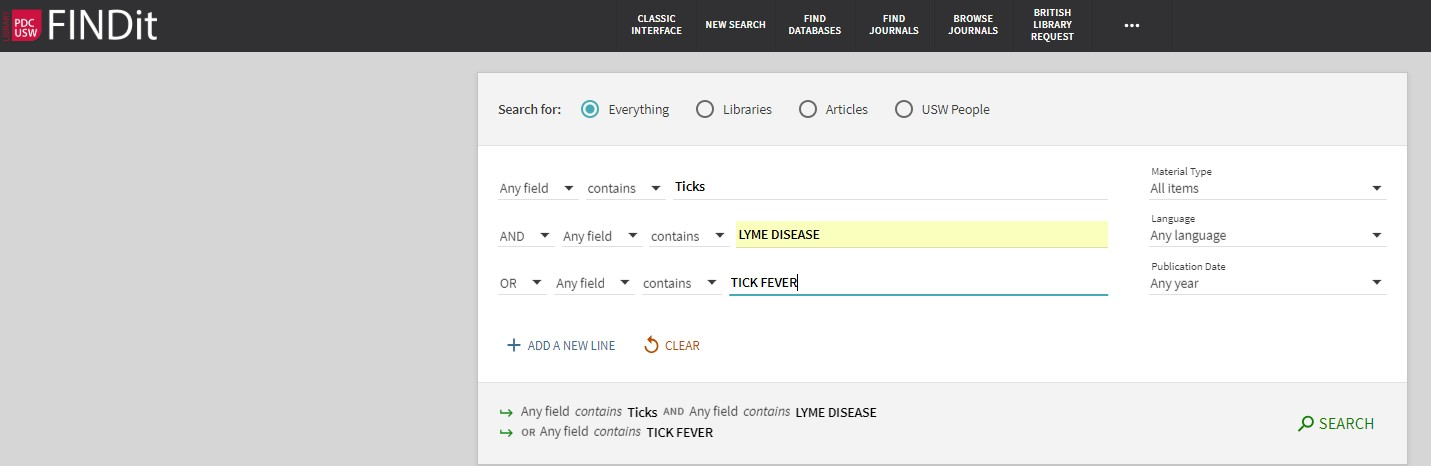 LIBRARY PDC USW FINDit
CLASSIC INTERFACE
NEW SEARCH
FIND DATABASES
FIND JOURNALS
BROWSE JOURNALS
BRITISH LIBRARY REQUEST
...
Search for: Everything Libraries Articles USW People
Any field contains Ticks
AND Any field contains LYME DISEASE
OR Any field contains TICK FEVER
Material Type
All items
Language
Any language
Publication Date
Any year
+ ADD A NEW LINE CLEAR
Any field contains Ticks AND Any field contains LYME DISEASE
OR Any field contains TICK FEVER
SEARCH